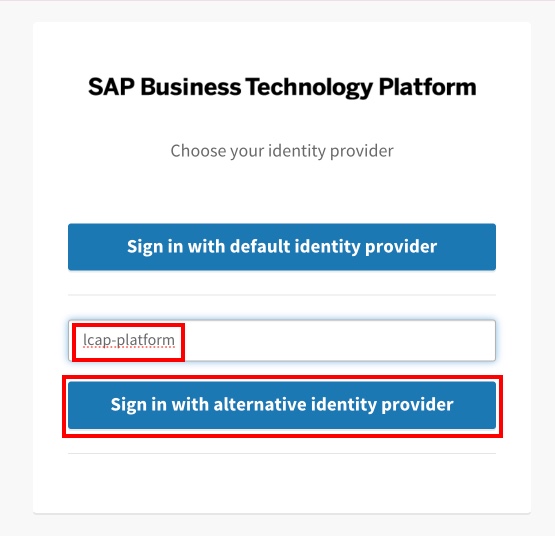 SAP Business Technology Platform
Choose your identity provider
Sign in with default identity provider
lcap-platform
Sign in with alternative identity provider